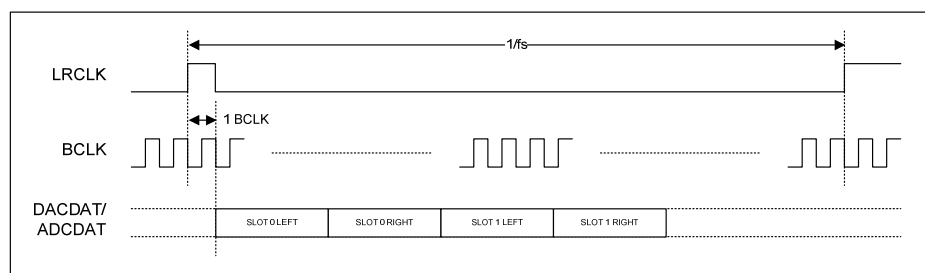 1/fs
LRCLK
1 BCLK
BCLK
DACDAT/
ADCDAT
SLOT 0 LEFT
SLOT 0 RIGHT
SLOT 1 LEFT
SLOT 1 RIGHT